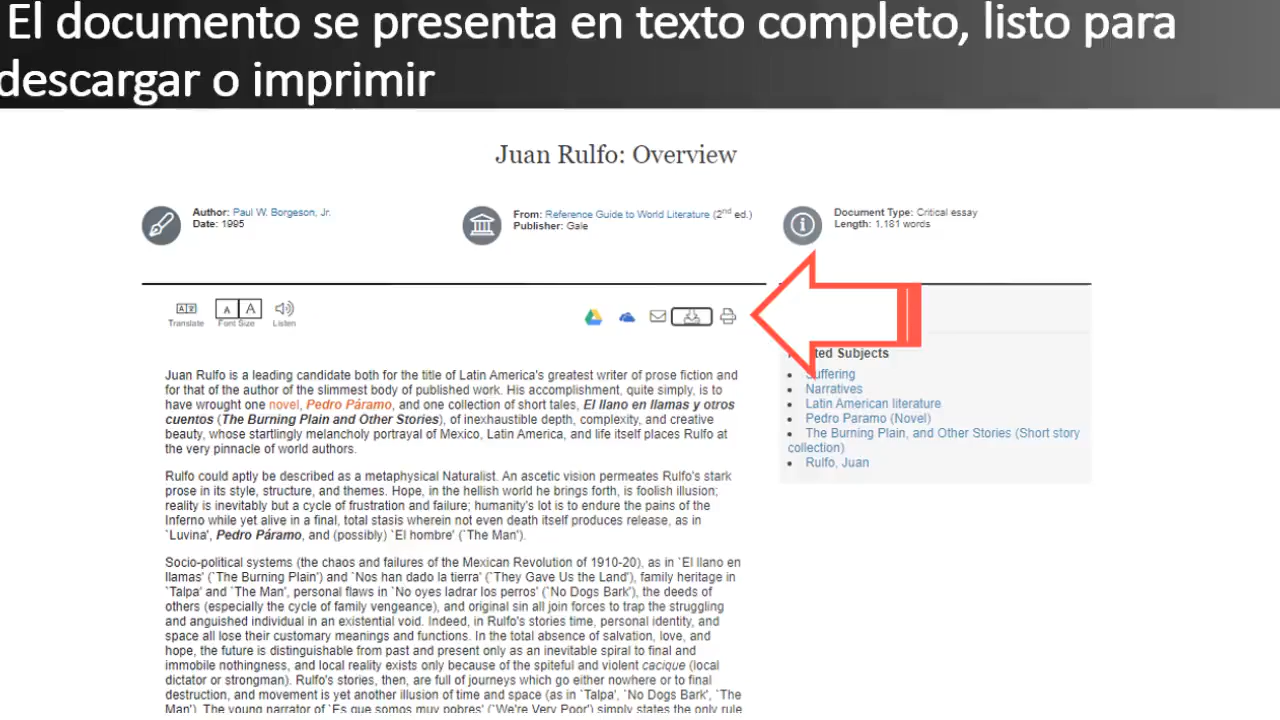 El documento se presenta en texto completo, listo para
descargar o imprimir
Juan Rulfo: Overview
Author: Paul W. Borgeson, Jr.
Date: 1995
From: Reference Guide to World Literature (2nd ed.)
Publisher: Gale
Document Type: Critical essay
Length: 1,181 words
Translate
A A
Font Size
Listen
Juan Rulfo is a leading candidate both for the title of Latin America's greatest writer of prose fiction and
for that of the author of the slimmest body of published work. His accomplishment, quite simply, is to
have wrought one novel, Pedro Páramo, and one collection of short tales, El llano en llamas y otros
cuentos (The Burning Plain and Other Stories), of inexhaustible depth, complexity, and creative
beauty, whose startlingly melancholy portrayal of Mexico, Latin America, and life itself places Rulfo at
the very pinnacle of world authors.
Rulfo could aptly be described as a metaphysical Naturalist. An ascetic vision permeates Rulfo's stark
prose in its style, structure, and themes. Hope, in the hellish world he brings forth, is foolish illusion;
reality is inevitably but a cycle of frustration and failure; humanity's lot is to endure the pains of the
Inferno while yet alive in a final, total stasis wherein not even death itself produces release, as in
`Luvina', Pedro Páramo, and (possibly) `El hombre' (`The Man').
Socio-political systems (the chaos and failures of the Mexican Revolution of 1910-20), as in `El llano en
llamas' (`The Burning Plain') and `Nos han dado la tierra' (`They Gave Us the Land'), family heritage in
`Talpa' and `The Man', personal flaws in `No oyes ladrar los perros' (`No Dogs Bark'), the deeds of
others (especially the cycle of family vengeance), and original sin all join forces to trap the struggling
and anguished individual in an existential void. Indeed, in Rulfo's stories time, personal identity, and
space all lose their customary meanings and functions. In the total absence of salvation, love, and
hope, the future is distinguishable from past and present only as an inevitable spiral to final and
immobile nothingness, and local reality exists only because of the spiteful and violent cacique (local
dictator or strongman). Rulfo's stories, then, are full of journeys which go either nowhere or to final
destruction, and movement is yet another illusion of time and space (as in `Talpa', `No Dogs Bark', `The
Man'). The young narrator of `Es que somos muy pobres' (`We're Very Poor') simply states the only rule
ted Subjects
Suffering
Narratives
Latin American literature
Pedro Paramo (Novel)
The Burning Plain, and Other Stories (Short story
collection)
Rulfo, Juan